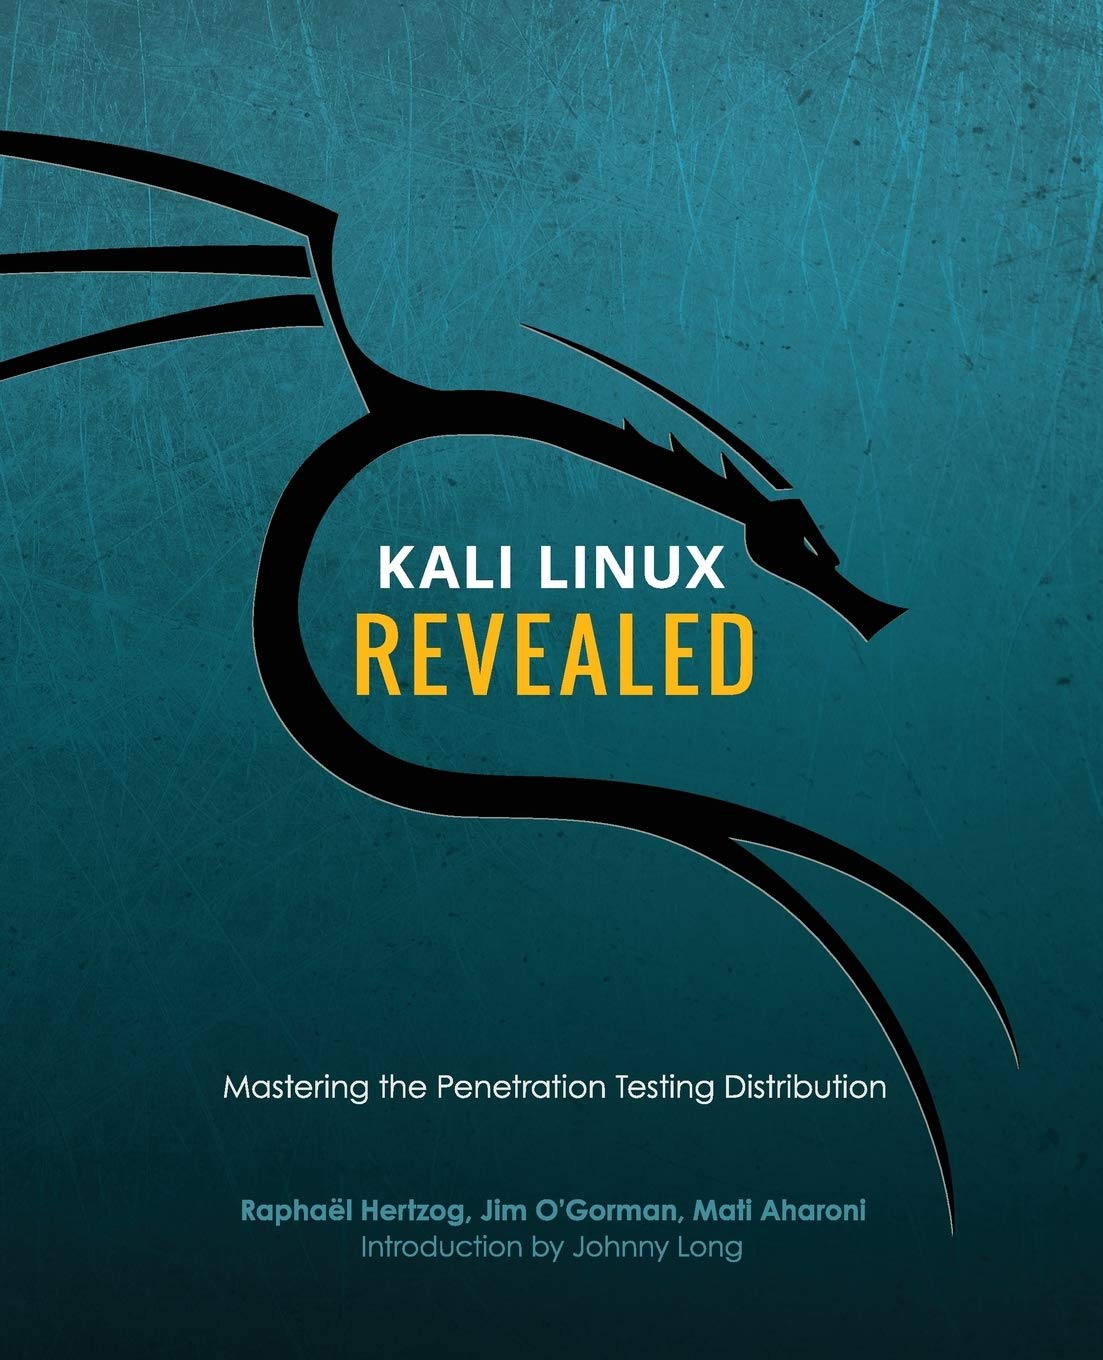 KALI LINUX
REVEALED
Mastering the Penetration Testing Distribution
Raphaël Hertzog, Jim O'Gorman, Mati Aharoni
Introduction by Johnny Long